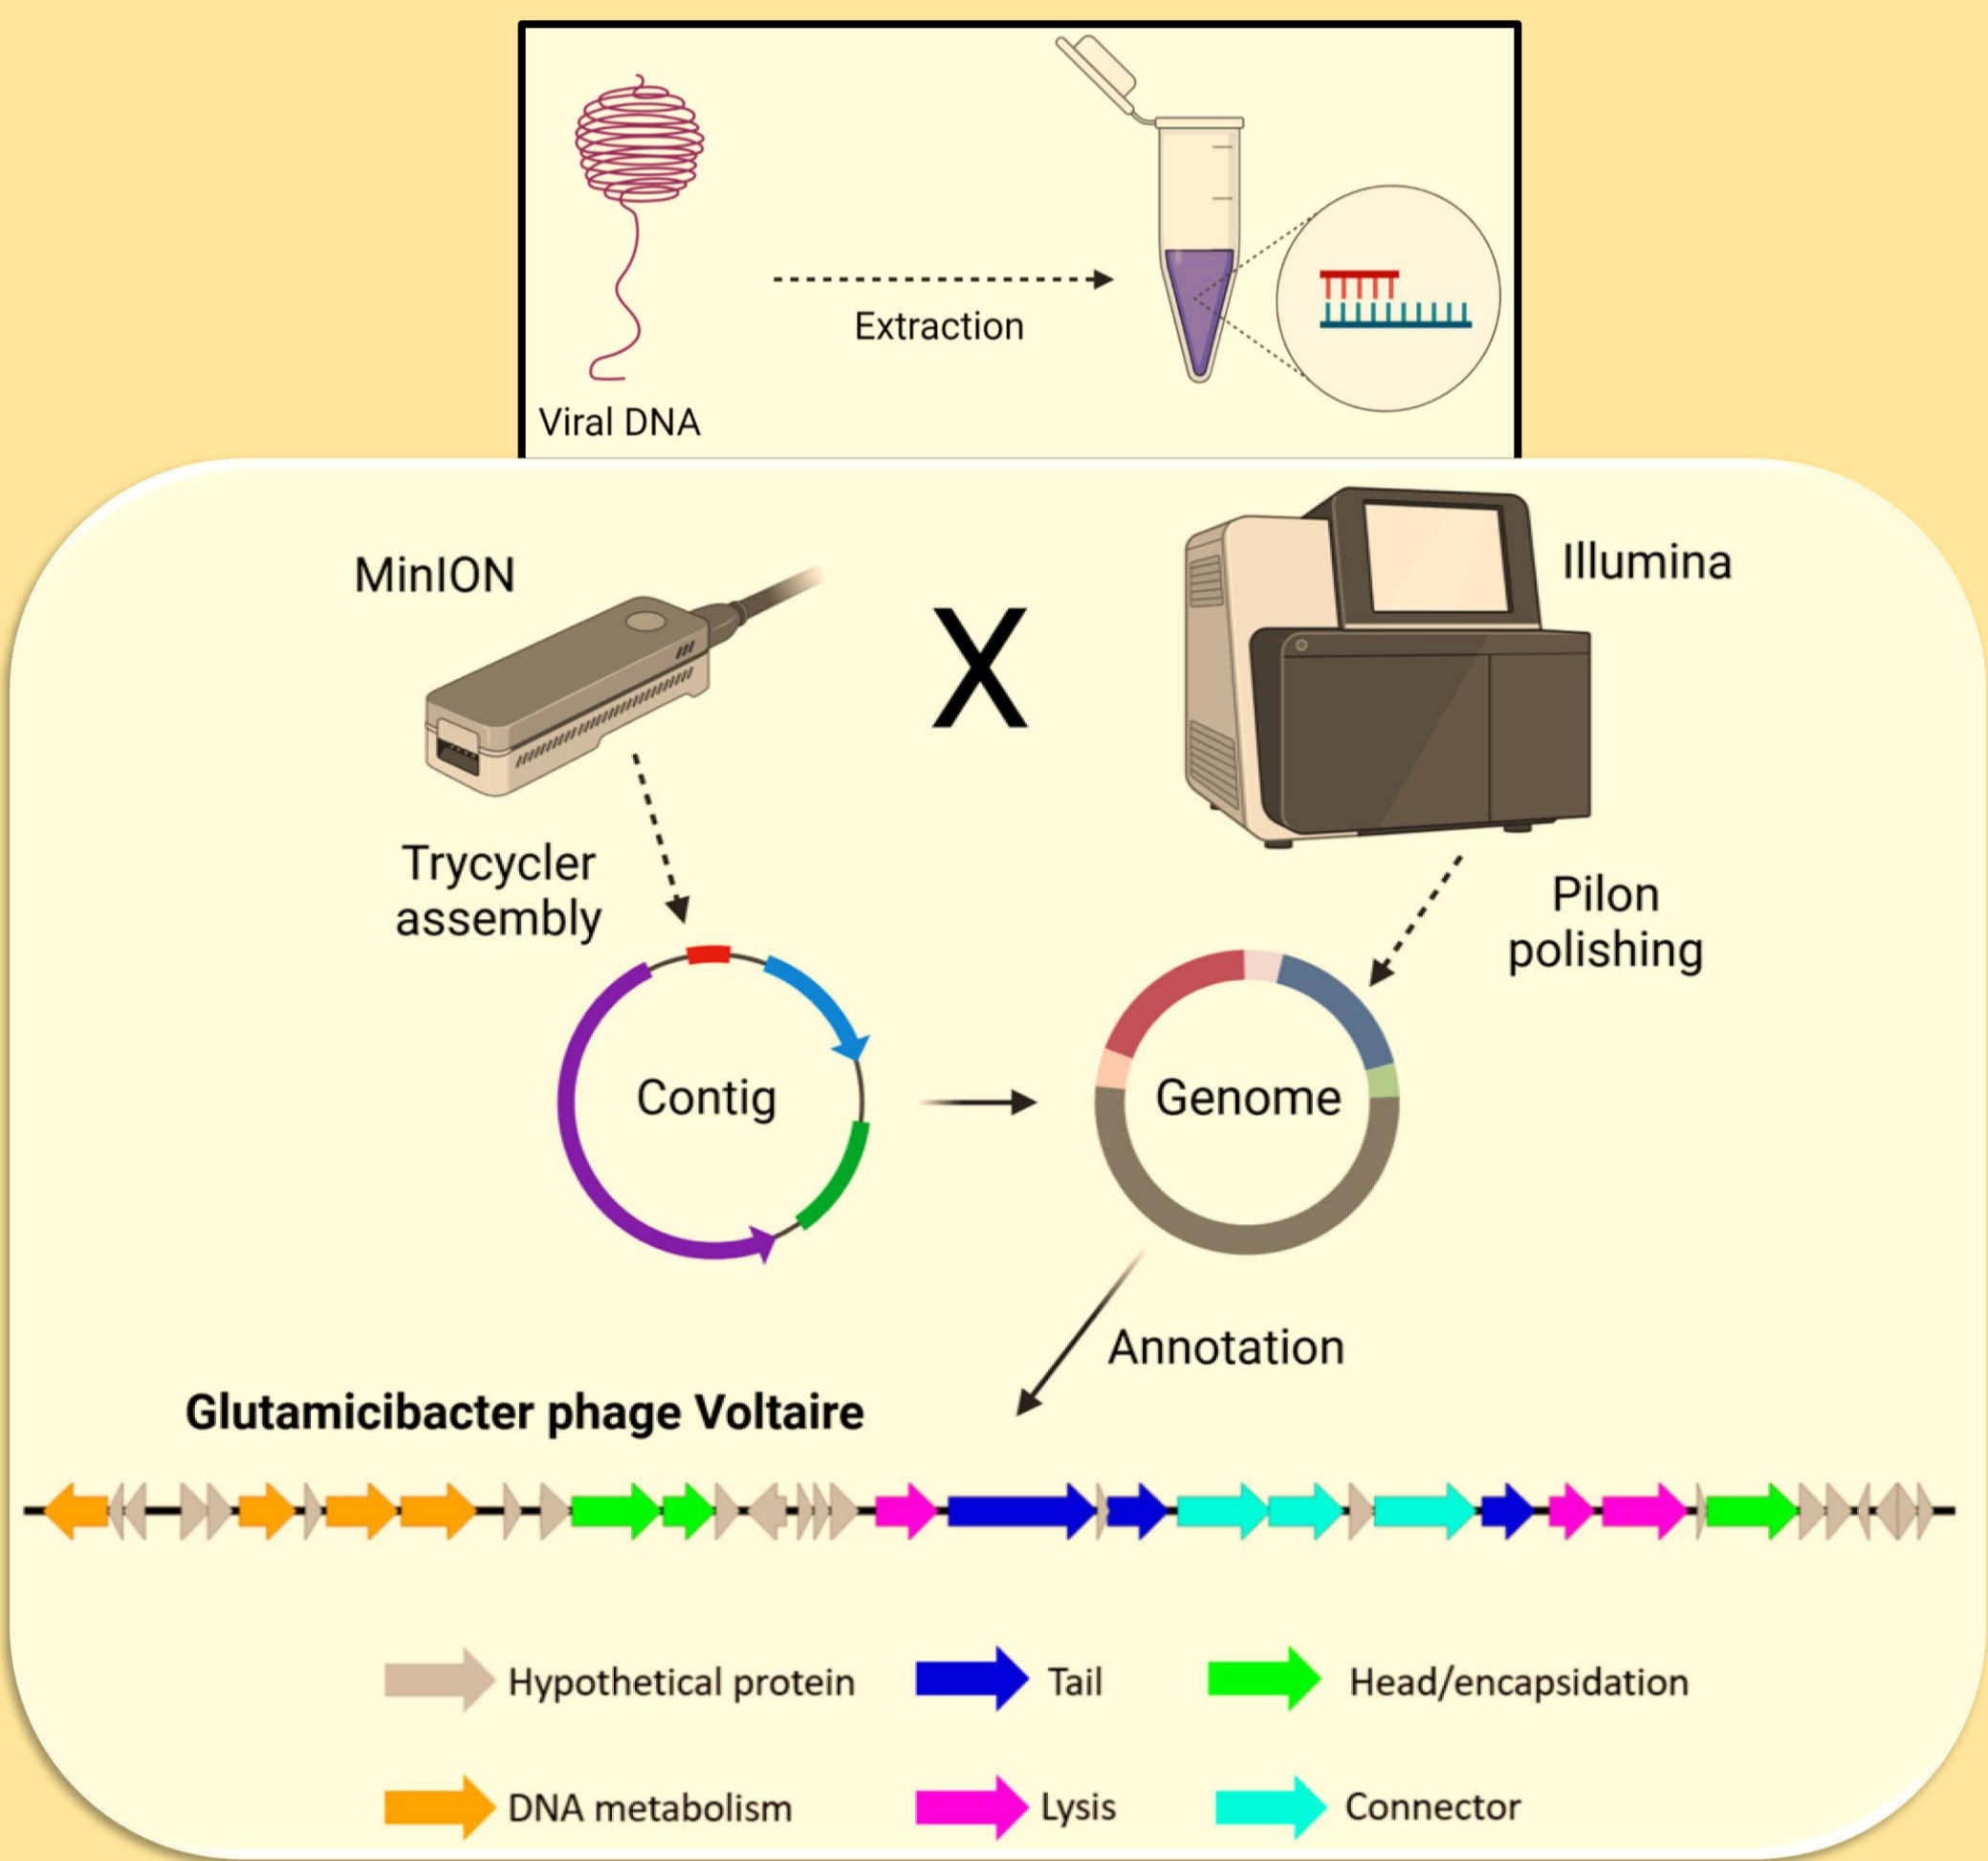 Extraction
Viral DNA
MinION
X
Illumina
Trycycler
assembly
Pilon
polishing
Contig
Genome
Annotation
Glutamicibacter phage Voltaire
Hypothetical protein
Tail
Head/encapsidation
DNA metabolism
Lysis
Connector